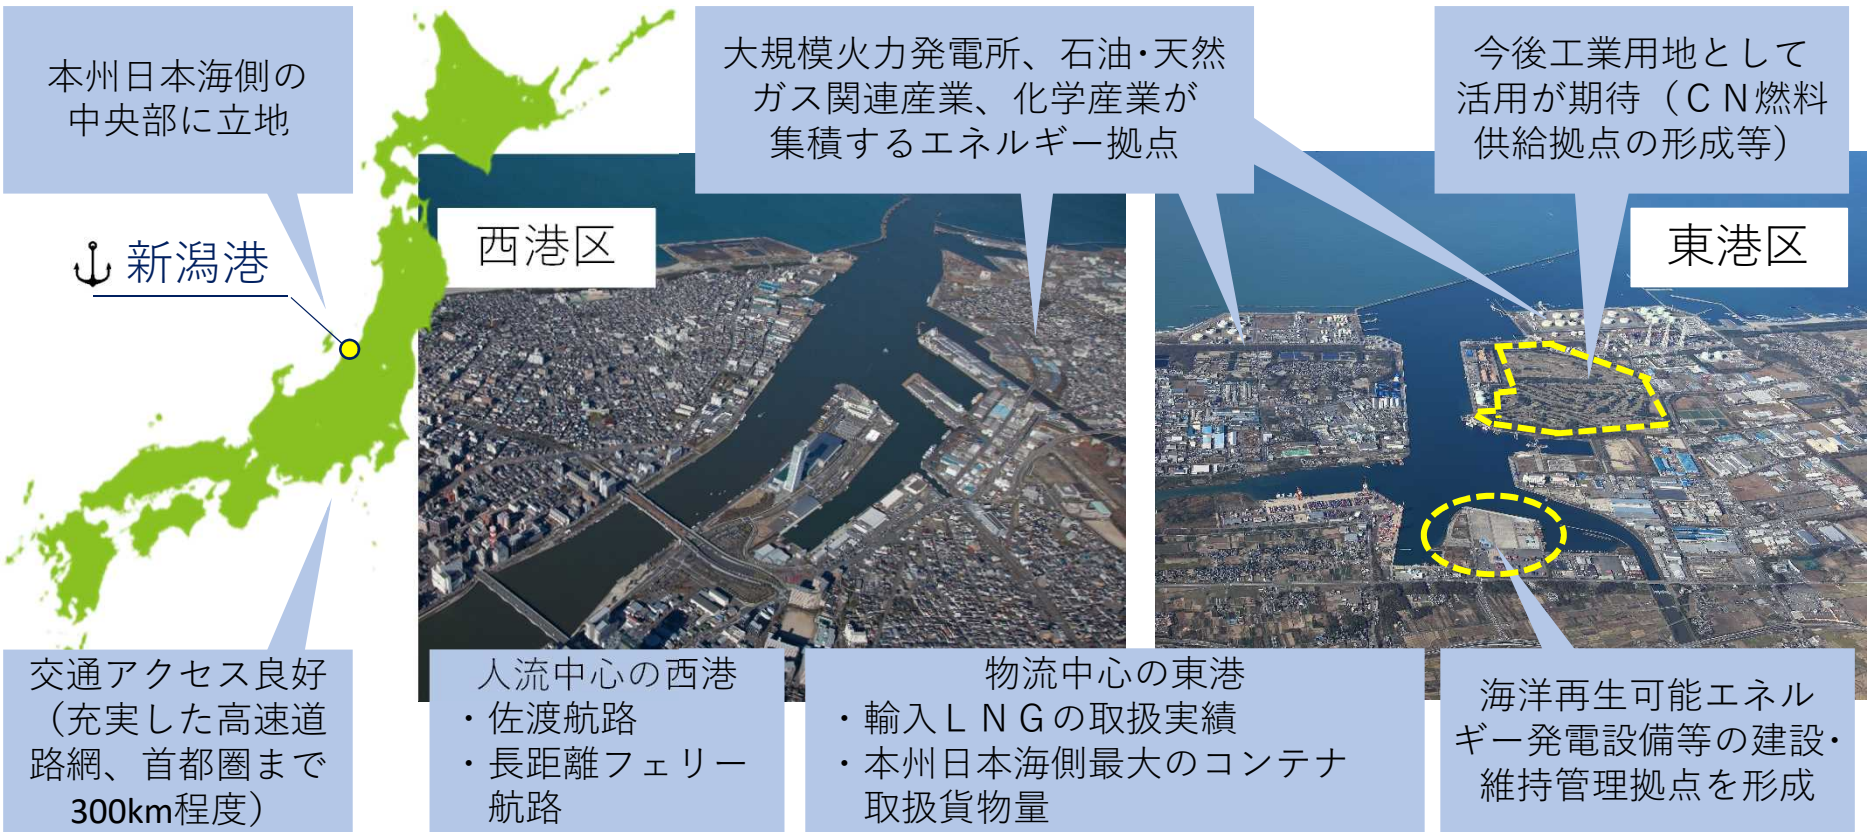 本州日本海側の
中央部に立地
新潟港
交通アクセス良好
（充実した高速道
路網、首都圏まで
300km程度）
大規模火力発電所、石油･天然
ガス関連産業、化学産業が
集積するエネルギー拠点
今後工業用地として
活用が期待（ＣＮ燃料
供給拠点の形成等）
西港区
東港区
人流中心の西港
・佐渡航路
・長距離フェリー
航路
物流中心の東港
・輸入ＬＮＧの取扱実績
・本州日本海側最大のコンテナ
取扱貨物量
海洋再生可能エネル
ギー発電設備等の建設･
維持管理拠点を形成